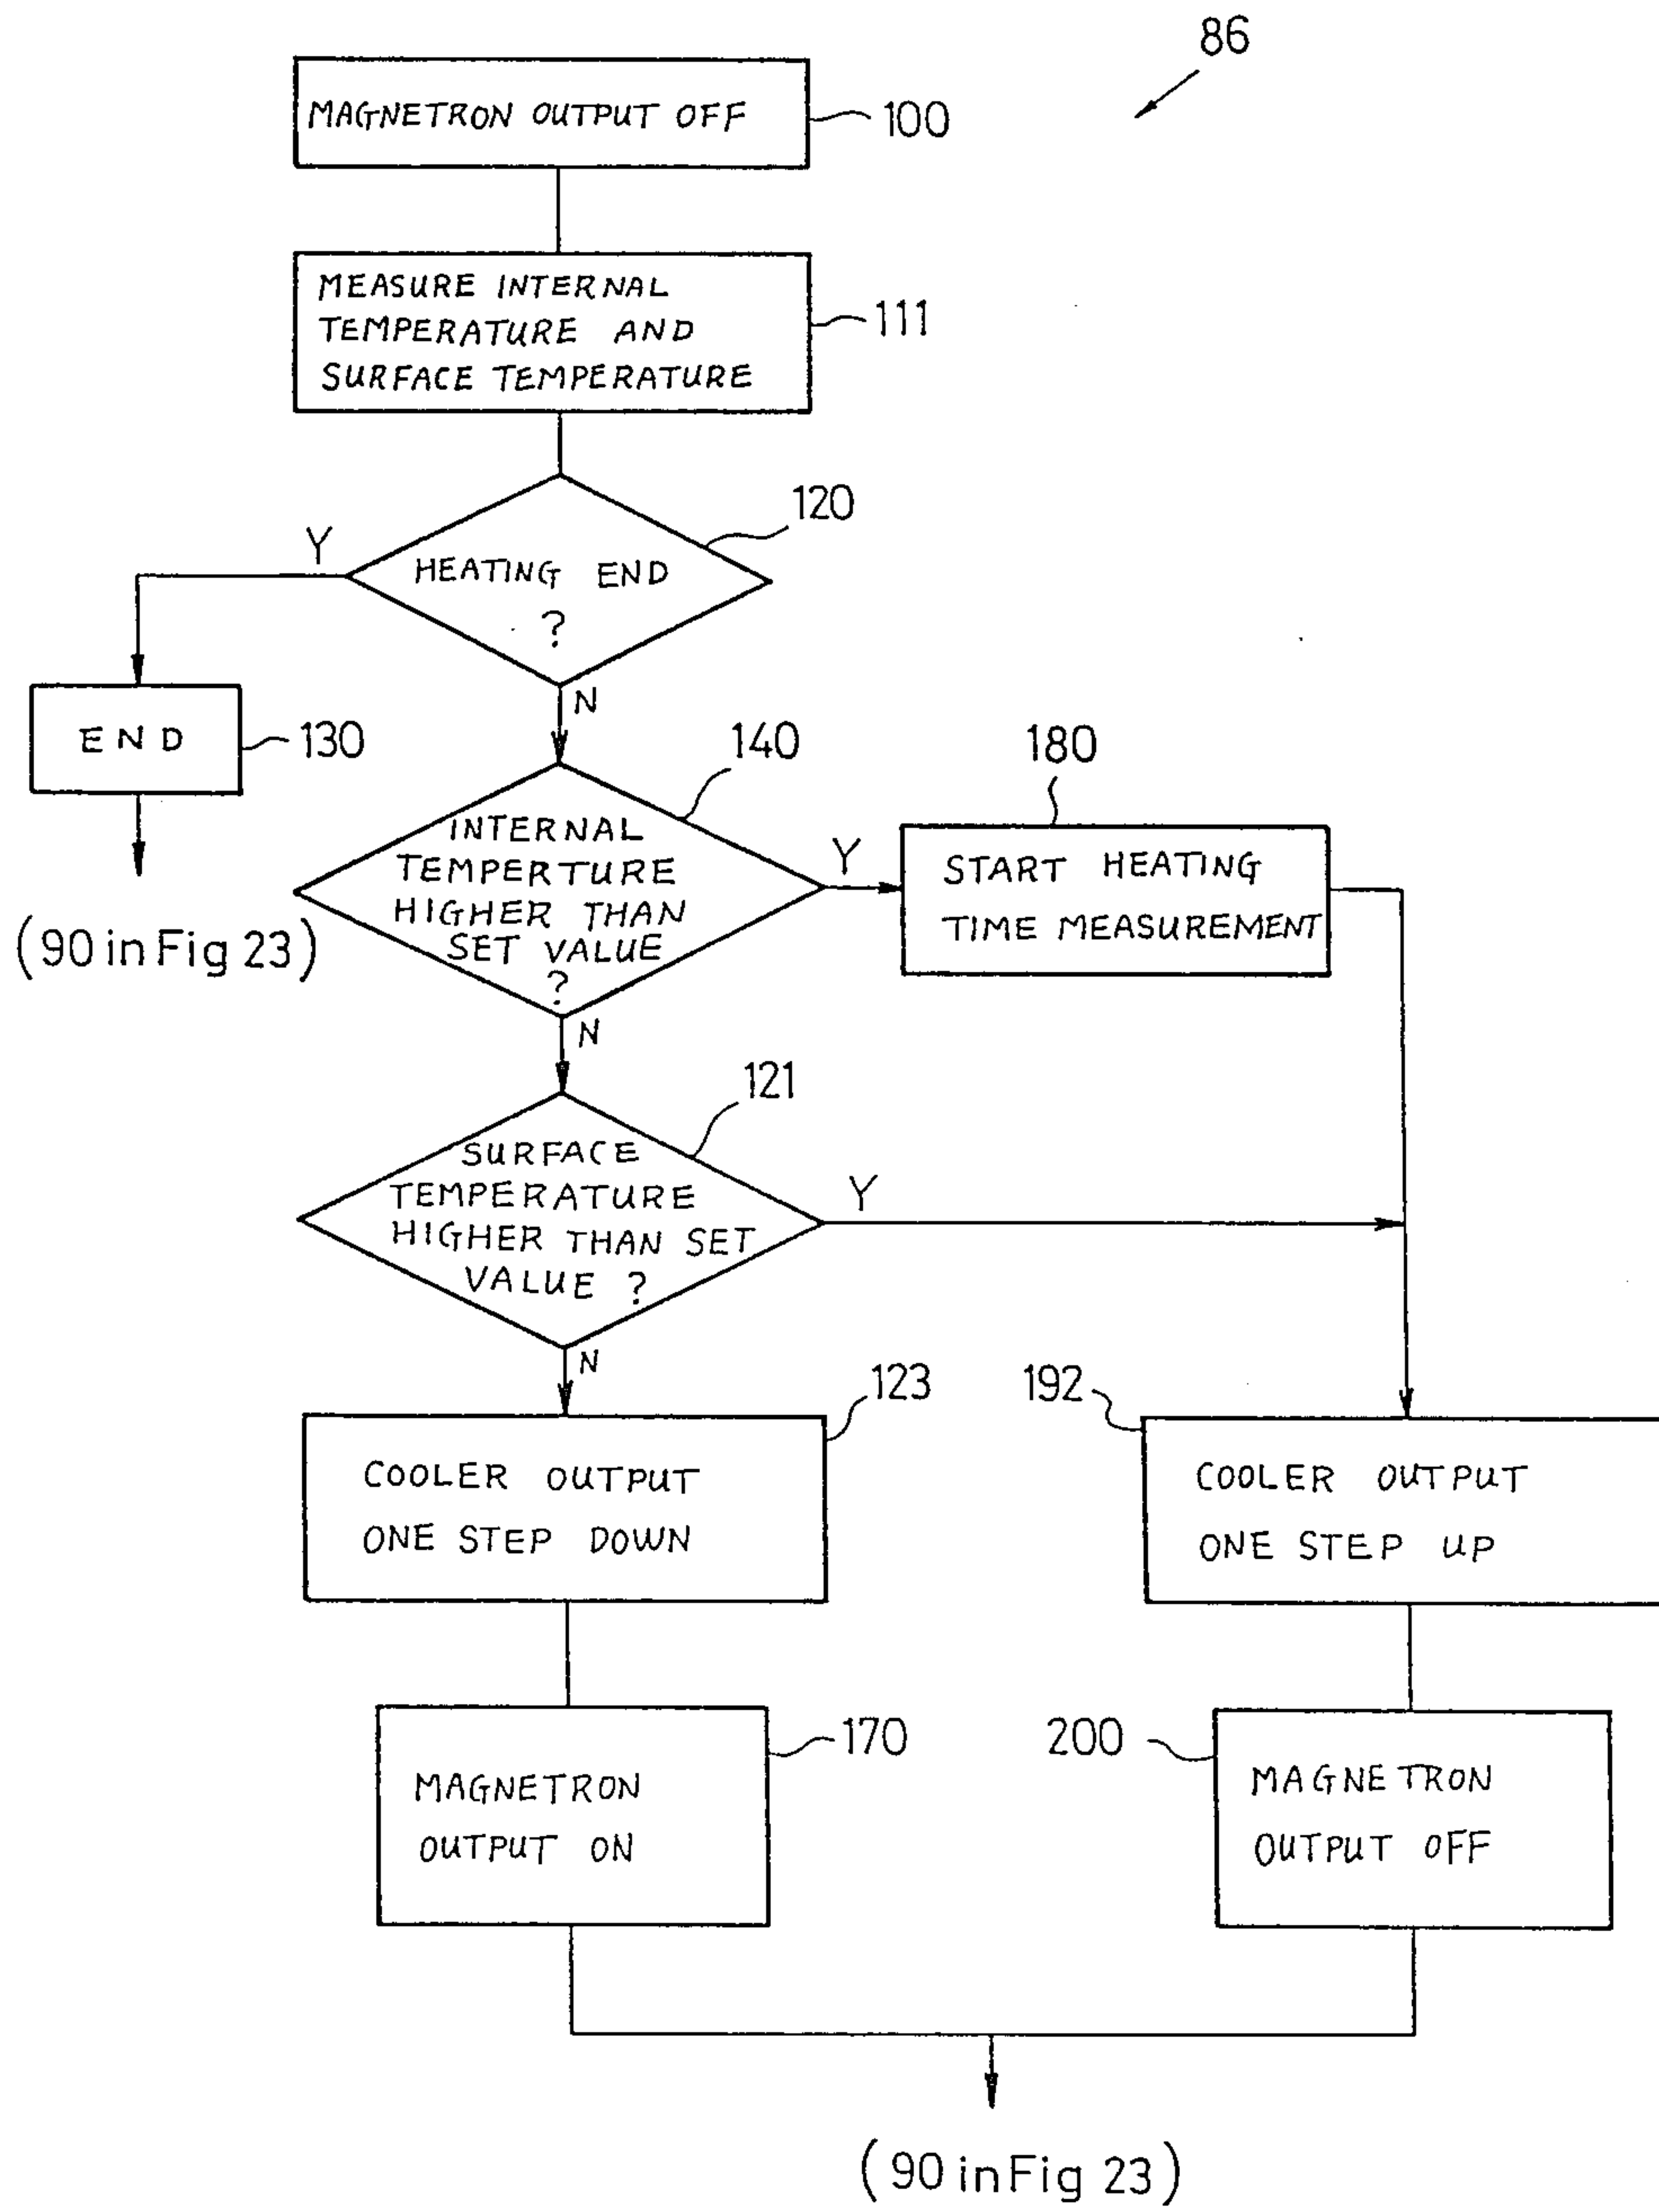 86
MAGNETRON OUTPUT OFF
100
MEASURE INTERNAL
TEMPERATURE AND
SURFACE TEMPERATURE
111
120
Y
HEATING END
?
N
END
130
(90 in Fig 23)
140
INTERNAL
TEMPERTURE
HIGHER THAN
SET VALUE
?
Y
180
START HEATING
TIME MEASUREMENT
N
121
SURFACE
TEMPERATURE
HIGHER THAN SET
VALUE ?
Y
N
123
COOLER OUTPUT
ONE STEP DOWN
192
COOLER OUTPUT
ONE STEP UP
170
MAGNETRON
OUTPUT ON
200
MAGNETRON
OUTPUT OFF
(90 in Fig 23)